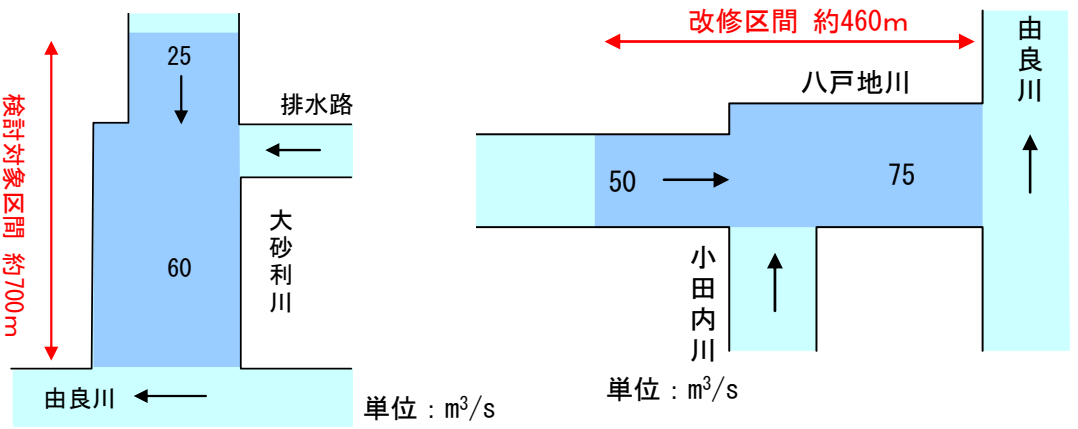 検討対象区間 約700m
25
排水路
大砂利川
60
由良川
単位：m³/s
改修区間 約460m
由良川
八戸地川
50
75
小田内川
単位：m³/s